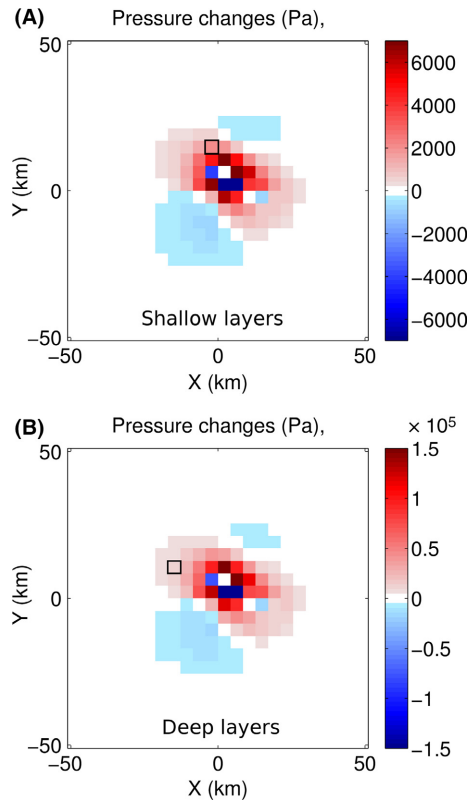 (A)
Pressure changes (Pa),
50
0
−50
−50
0
50
Y (km)
X (km)
Shallow layers
6000
4000
2000
0
−2000
−4000
−6000
(B)
Pressure changes (Pa),
× 10^5
50
0
−50
−50
0
50
Y (km)
X (km)
Deep layers
1.5
1
0.5
0
−0.5
−1
−1.5